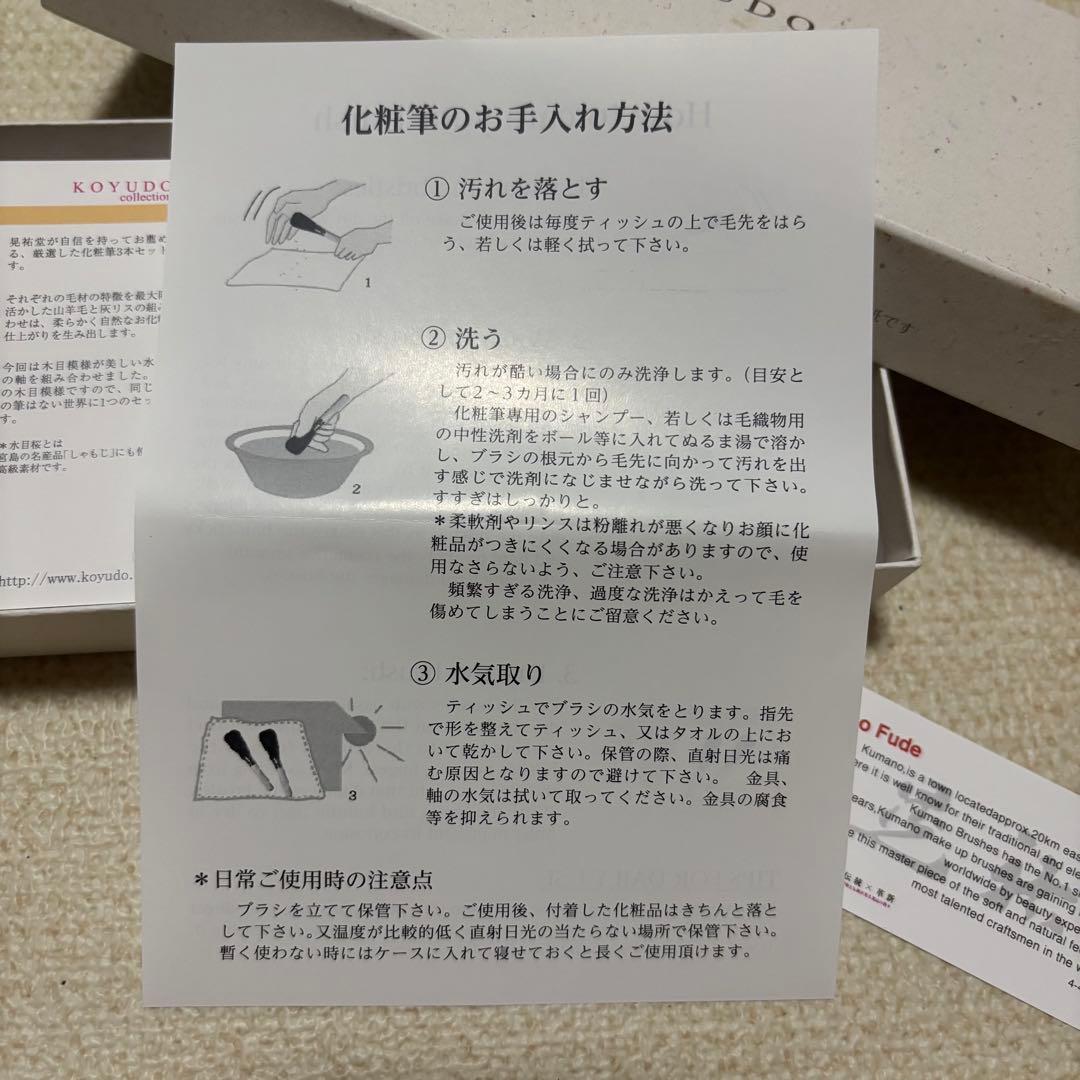 化粧筆のお手入れ方法
① 汚れを落とす
ご使用後は毎度ティッシュの上で毛先をはら
う、若しくは軽く拭って下さい。
1
② 洗う
汚れが酷い場合にのみ洗浄します。(目安と
して2~3カ月に1回)
化粧筆専用のシャンプー、若しくは毛織物用
の中性洗剤をボール等に入れてぬるま湯で溶か
し、ブラシの根元から毛先に向かって汚れを出
す感じで洗剤になじませながら洗って下さい。
すすぎはしっかりと。
*柔軟剤やリンスは粉離れが悪くなりお顔に化
粧品がつきにくくなる場合がありますので、使
用なさらないよう、ご注意下さい。
頻繁すぎる洗浄、過度な洗浄はかえって毛を
傷めてしまうことにご留意ください。
2
③ 水気取り
ティッシュでブラシの水気をとります。指先
で形を整えてティッシュ、又はタオルの上にお
いて乾かして下さい。保管の際、直射日光は痛
む原因となりますので避けて下さい。 金具、
軸の水気は拭いて取ってください。金具の腐食
等を抑えられます。
3
*日常ご使用時の注意点
ブラシを立てて保管下さい。ご使用後、付着した化粧品はきちんと落と
して下さい。又温度が比較的低く直射日光の当たらない場所で保管下さい。
暫く使わない時にはケースに入れて寝せておくと長くご使用頂けます。
KOYUDO
collection
晃祐堂が自信を持ってお薦め
る、厳選した化粧筆3本セット
す。
それぞれの毛材の特徴を最大
活かした山羊毛と灰リスの組み
わせは、柔らかく自然なお化粧
仕上がりを生み出します。
今回は木目模様が美しい水
の軸を組み合わせました。
の木目模様ですので、同じ
の筆はない世界に1つのセッ
す。
*水目桜とは
宮島の名産品「しゃもじ」にも
高級素材です。
http://www.koyudo.
UDO
です
o Fude
Kumano,is a town locatedapprox.20km eas
ere it is well know for their traditional and ele
Kumano Brushes has the No.1 s
ears,Kumano make up brushes are gaining
worldwide by beauty expe
e this master piece of the soft and natural fe
most talented craftsmen in the w
伝統×革新
4-4